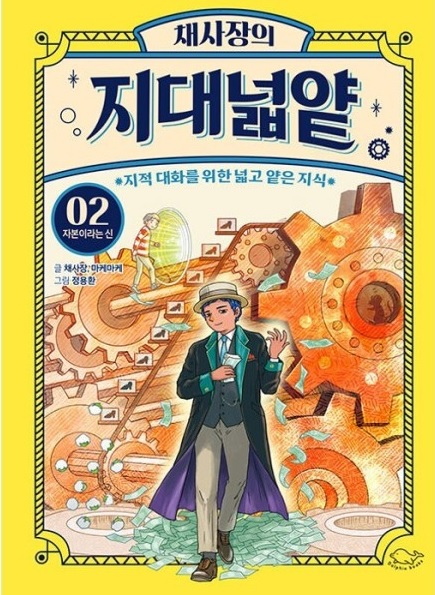 채사장의
지대넓얕
지적 대화를 위한 넓고 얕은 지식
02
자본이라는 신
글 채사장, 마케마케
그림 정용환
dolphin books